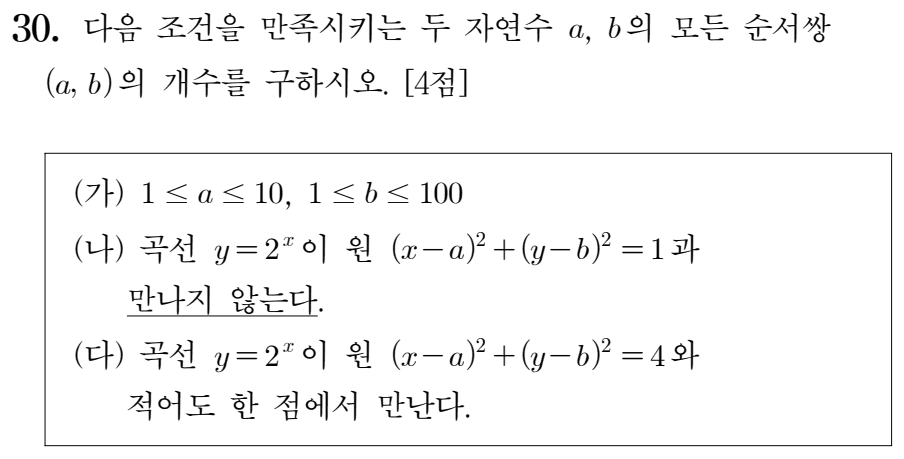 30. 다음 조건을 만족시키는 두 자연수 a, b의 모든 순서쌍
(a, b)의 개수를 구하시오. [4점]
(가) 1 ≤ a ≤ 10, 1 ≤ b ≤ 100
(나) 곡선 y=2^x이 원 (x-a)²+(y-b)²=1과
만나지 않는다.
(다) 곡선 y=2^x이 원 (x-a)²+(y-b)²=4와
적어도 한 점에서 만난다.